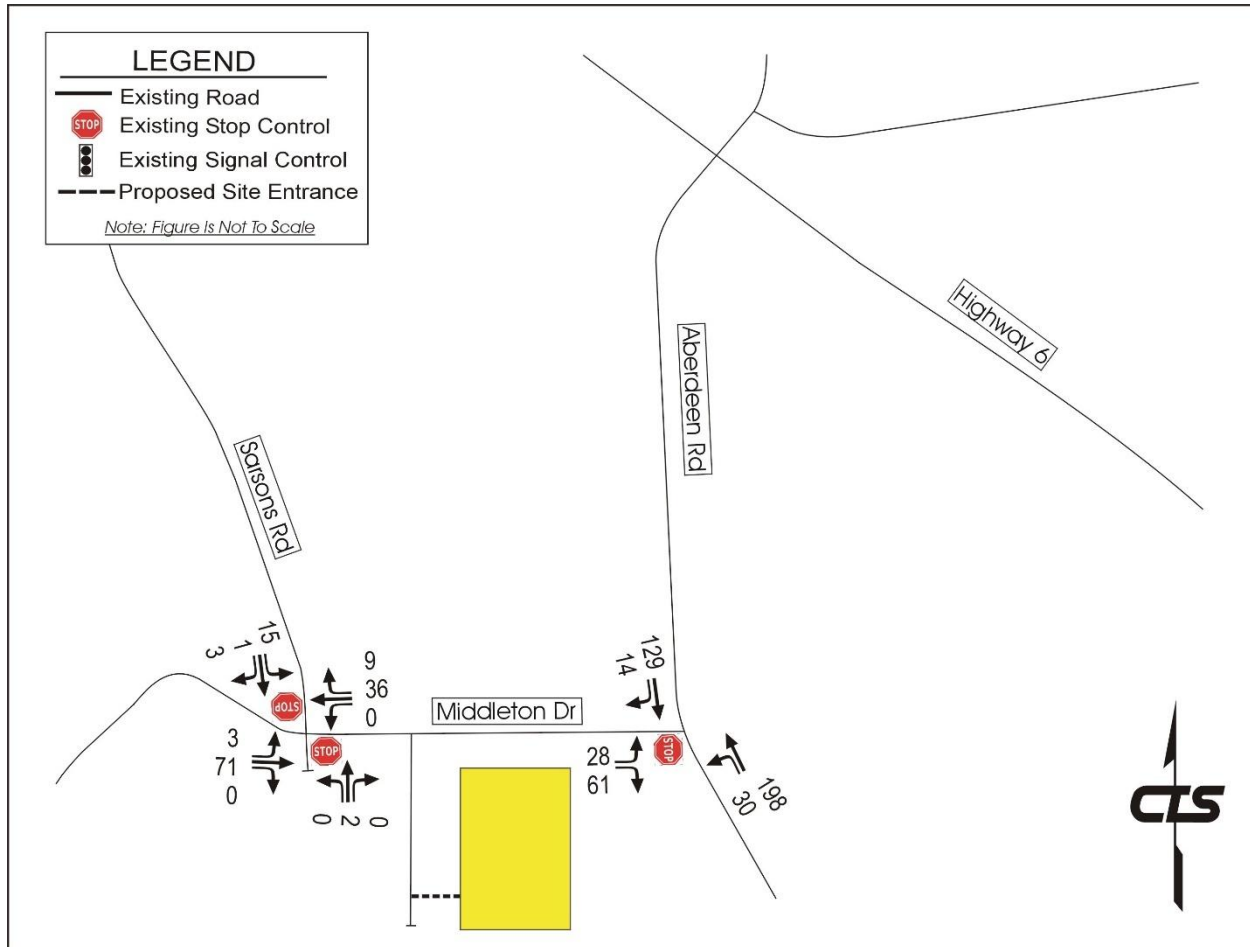 LEGEND
Existing Road
STOP
Existing Stop Control
Existing Signal Control
Proposed Site Entrance
Note: Figure Is Not To Scale
Highway 6
Aberdeen Rd
Sarsons Rd
15
1
3
9
36
0
STOP
129
14
Middleton Dr
3
71
0
STOP
0
2
0
28
61
STOP
198
30
CTS